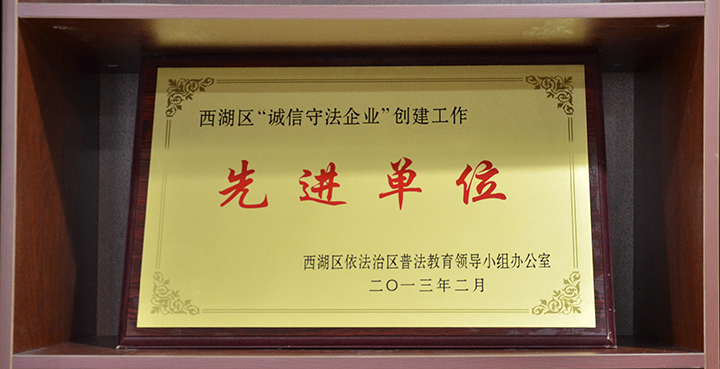 西湖区“诚信守法企业”创建工作
先进单位
西湖区依法治区普法教育领导小组办公室
二〇一三年二月